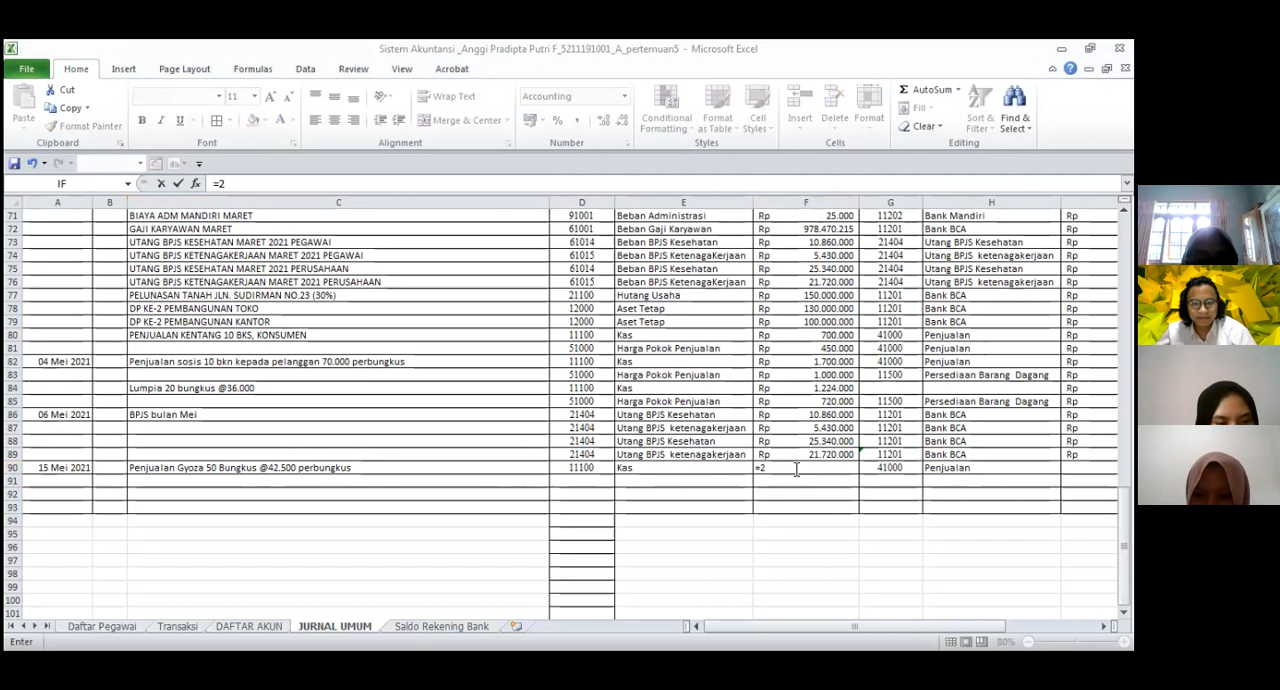 Sistem Akuntansi _Anggi Pradipta Putri F_5211191001_A_pertemuan5 - Microsoft Excel
File Home Insert Page Layout Formulas Data Review View Acrobat
Cut
Copy
Format Painter
Paste
Clipboard
11
Font
Wrap Text
Merge & Center
Alignment
Accounting
Number
Conditional Formatting
Format as Table
Cell Styles
Styles
Insert Delete Format
Cells
AutoSum
Fill
Clear
Sort & Filter
Find & Select
Editing
IF =2
A B C D E F G H
71 BIAYA ADM MANDIRI MARET 91001 Beban Administrasi Rp 25.000 11202 Bank Mandiri Rp
72 GAJI KARYAWAN MARET 61001 Beban Gaji Karyawan Rp 978.470.215 11201 Bank BCA Rp
73 UTANG BPJS KESEHATAN MARET 2021 PEGAWAI 61014 Beban BPJS Kesehatan Rp 10.860.000 21404 Utang BPJS Kesehatan Rp
74 UTANG BPJS KETENAGAKERJAAN MARET 2021 PEGAWAI 61015 Beban BPJS KetenagaKerjaan Rp 5.430.000 21404 Utang BPJS ketenagakerjaan Rp
75 UTANG BPJS KESEHATAN MARET 2021 PERUSAHAAN 61014 Beban BPJS Kesehatan Rp 25.340.000 21404 Utang BPJS Kesehatan Rp
76 UTANG BPJS KETENAGAKERJAAN MARET 2021 PERUSAHAAN 61015 Beban BPJS KetenagaKerjaan Rp 21.720.000 21404 Utang BPJS ketenagakerjaan Rp
77 PELUNASAN TANAH JLN. SUDIRMAN NO.23 (30%) 21100 Hutang Usaha Rp 150.000.000 11201 Bank BCA Rp
78 DP KE-2 PEMBANGUNAN TOKO 12000 Aset Tetap Rp 130.000.000 11201 Bank BCA Rp
79 DP KE-2 PEMBANGUNAN KANTOR 12000 Aset Tetap Rp 100.000.000 11201 Bank BCA Rp
80 PENJUALAN KENTANG 10 BKS, KONSUMEN 11100 Kas Rp 700.000 41000 Penjualan Rp
81 51000 Harga Pokok Penjualan Rp 450.000 41000 Penjualan Rp
82 04 Mei 2021 Penjualan sosis 10 bkn kepada pelanggan 70.000 perbungkus 11100 Kas Rp 1.700.000 41000 Penjualan Rp
83 51000 Harga Pokok Penjualan Rp 1.000.000 11500 Persediaan Barang Dagang Rp
84 Lumpia 20 bungkus @36.000 11100 Kas Rp 1.224.000 Rp
85 51000 Harga Pokok Penjualan Rp 720.000 11500 Persediaan Barang Dagang Rp
86 06 Mei 2021 BPJS bulan Mei 21404 Utang BPJS Kesehatan Rp 10.860.000 11201 Bank BCA Rp
87 21404 Utang BPJS ketenagakerjaan Rp 5.430.000 11201 Bank BCA Rp
88 21404 Utang BPJS Kesehatan Rp 25.340.000 11201 Bank BCA Rp
89 21404 Utang BPJS ketenagakerjaan Rp 21.720.000 11201 Bank BCA Rp
90 15 Mei 2021 Penjualan Gyoza 50 Bungkus @42.500 perbungkus 11100 Kas =2 41000 Penjualan
91
92
93
94
95
96
97
98
99
100
101
Daftar Pegawai Transaksi DAFTAR AKUN JURNAL UMUM Saldo Rekening Bank
Enter 80%